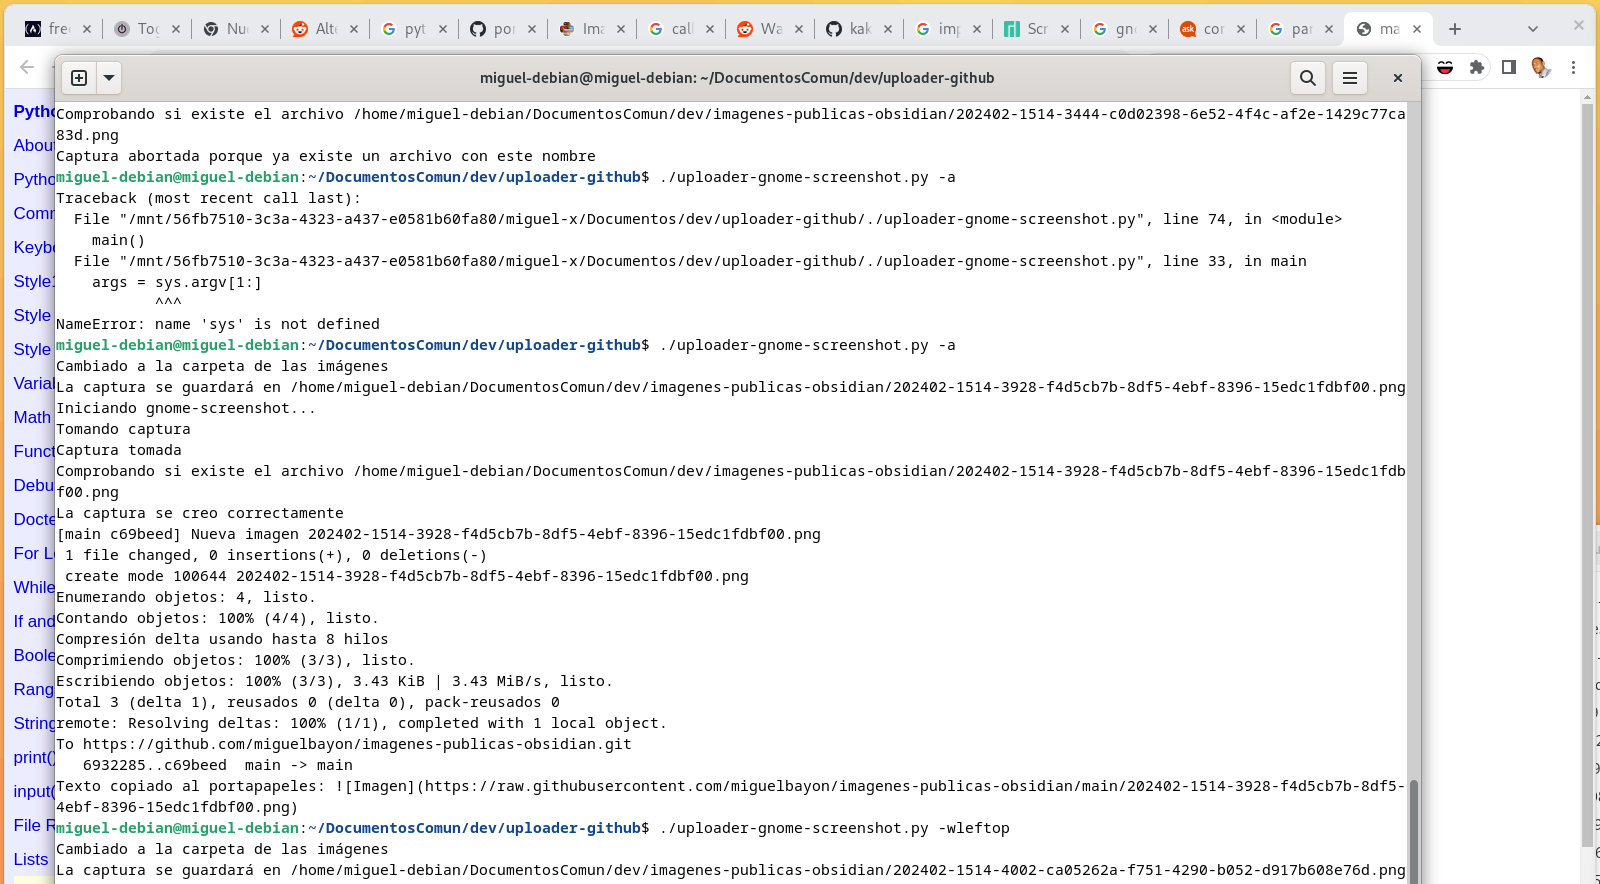 free
Tog
Nue
Alte
pyt
por
Ima
call
Wa
kak
imp
Scr
gno
con
par
ma
miguel-debian@miguel-debian: ~/DocumentosComun/dev/uploader-github
Pytho
About
Pytho
Comm
Keybo
Style1
Style
Style
Variab
Math
Funct
Debu
Docte
For Lo
While
If and
Boole
Rang
String
print()
input(
File R
Lists
Comprobando si existe el archivo /home/miguel-debian/DocumentosComun/dev/imagenes-publicas-obsidian/202402-1514-3444-c0d02398-6e52-4f4c-af2e-1429c77ca
83d.png
Captura abortada porque ya existe un archivo con este nombre
miguel-debian@miguel-debian:~/DocumentosComun/dev/uploader-github$ ./uploader-gnome-screenshot.py -a
Traceback (most recent call last):
  File "/mnt/56fb7510-3c3a-4323-a437-e0581b60fa80/miguel-x/Documentos/dev/uploader-github/./uploader-gnome-screenshot.py", line 74, in <module>
    main()
  File "/mnt/56fb7510-3c3a-4323-a437-e0581b60fa80/miguel-x/Documentos/dev/uploader-github/./uploader-gnome-screenshot.py", line 33, in main
    args = sys.argv[1:]
           ^^^
NameError: name 'sys' is not defined
miguel-debian@miguel-debian:~/DocumentosComun/dev/uploader-github$ ./uploader-gnome-screenshot.py -a
Cambiado a la carpeta de las imágenes
La captura se guardará en /home/miguel-debian/DocumentosComun/dev/imagenes-publicas-obsidian/202402-1514-3928-f4d5cb7b-8df5-4ebf-8396-15edc1fdbf00.png
Iniciando gnome-screenshot...
Tomando captura
Captura tomada
Comprobando si existe el archivo /home/miguel-debian/DocumentosComun/dev/imagenes-publicas-obsidian/202402-1514-3928-f4d5cb7b-8df5-4ebf-8396-15edc1fdb
f00.png
La captura se creo correctamente
[main c69beed] Nueva imagen 202402-1514-3928-f4d5cb7b-8df5-4ebf-8396-15edc1fdbf00.png
 1 file changed, 0 insertions(+), 0 deletions(-)
 create mode 100644 202402-1514-3928-f4d5cb7b-8df5-4ebf-8396-15edc1fdbf00.png
Enumerando objetos: 4, listo.
Contando objetos: 100% (4/4), listo.
Compresión delta usando hasta 8 hilos
Comprimiendo objetos: 100% (3/3), listo.
Escribiendo objetos: 100% (3/3), 3.43 KiB | 3.43 MiB/s, listo.
Total 3 (delta 1), reusados 0 (delta 0), pack-reusados 0
remote: Resolving deltas: 100% (1/1), completed with 1 local object.
To https://github.com/miguelbayon/imagenes-publicas-obsidian.git
   6932285..c69beed  main -> main
Texto copiado al portapapeles: ![Imagen](https://raw.githubusercontent.com/miguelbayon/imagenes-publicas-obsidian/main/202402-1514-3928-f4d5cb7b-8df5-
4ebf-8396-15edc1fdbf00.png)
miguel-debian@miguel-debian:~/DocumentosComun/dev/uploader-github$ ./uploader-gnome-screenshot.py -wleftop
Cambiado a la carpeta de las imágenes
La captura se guardará en /home/miguel-debian/DocumentosComun/dev/imagenes-publicas-obsidian/202402-1514-4002-ca05262a-f751-4290-b052-d917b608e76d.png